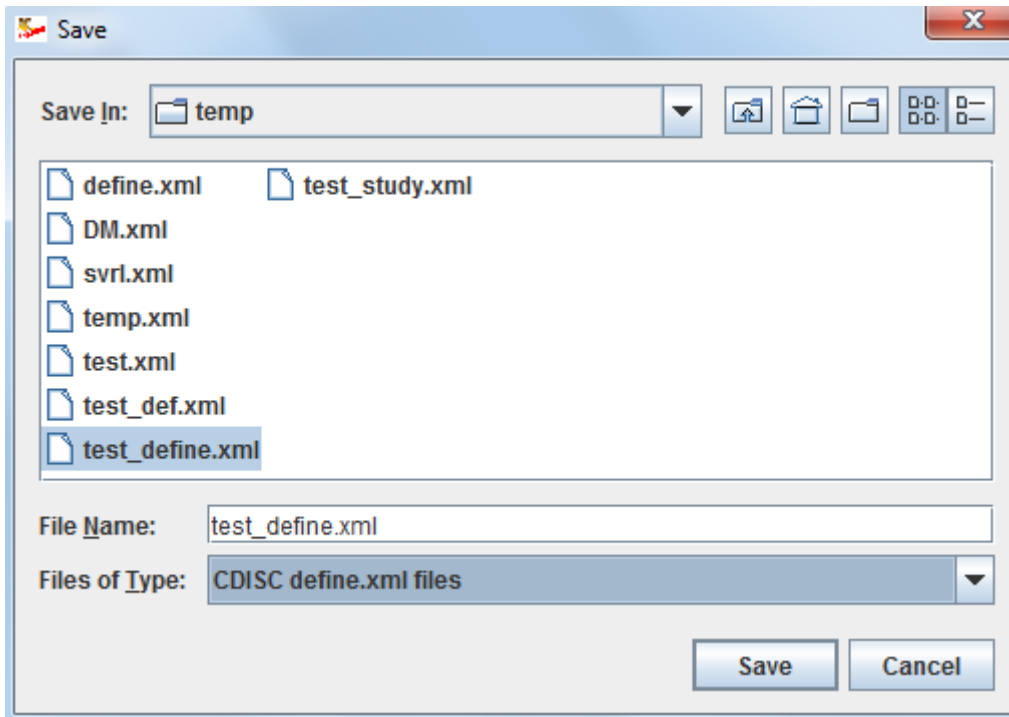 Save
Save In: temp
define.xml test_study.xml
DM.xml
svrl.xml
temp.xml
test.xml
test_def.xml
test_define.xml
File Name: test_define.xml
Files of Type: CDISC define.xml files
Save Cancel